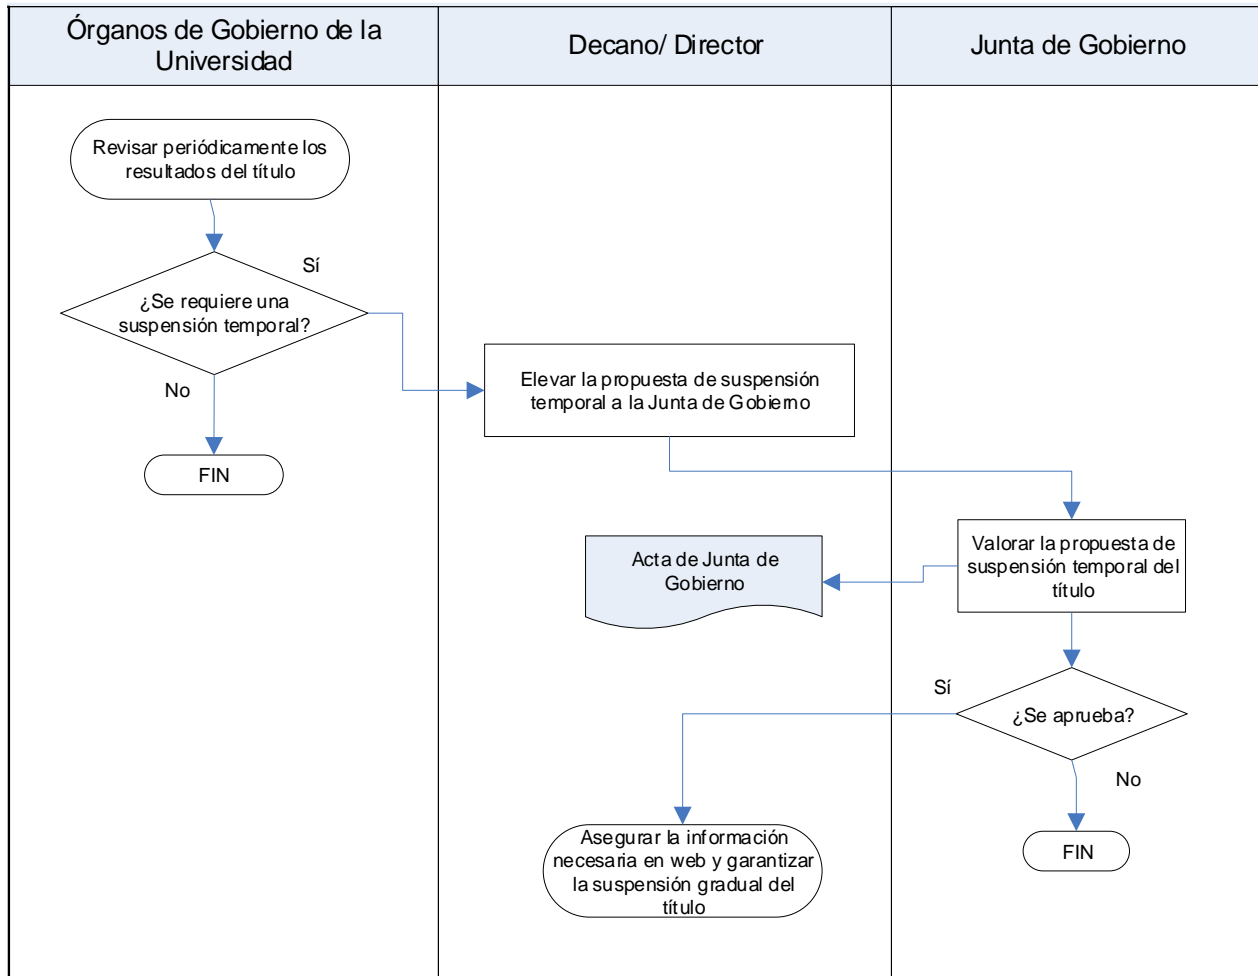 Órganos de Gobierno de la
Universidad
Decano/ Director
Junta de Gobierno
Revisar periódicamente los
resultados del título
Sí
¿Se requiere una
suspensión temporal?
No
FIN
Elevar la propuesta de suspensión
temporal a la Junta de Gobierno
Acta de Junta de
Gobierno
Valorar la propuesta de
suspensión temporal del
título
Sí
¿Se aprueba?
No
FIN
Asegurar la información
necesaria en web y garantizar
la suspensión gradual del
título